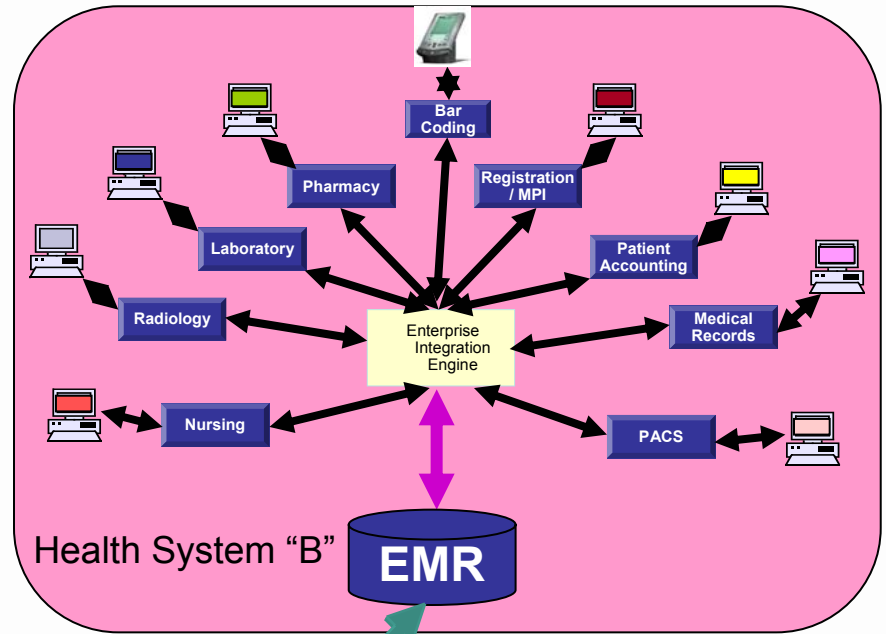 Bar
Coding
Pharmacy
Registration
/ MPI
Laboratory
Patient
Accounting
Radiology
Enterprise
Integration
Engine
Medical
Records
Nursing
PACS
Health System “B”
EMR